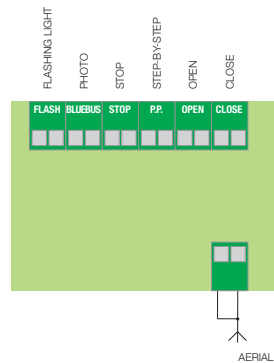 FLASHING LIGHT
PHOTO
STOP
STEP-BY-STEP
OPEN
CLOSE
FLASH BLUEBUS STOP P.P. OPEN CLOSE
AERIAL